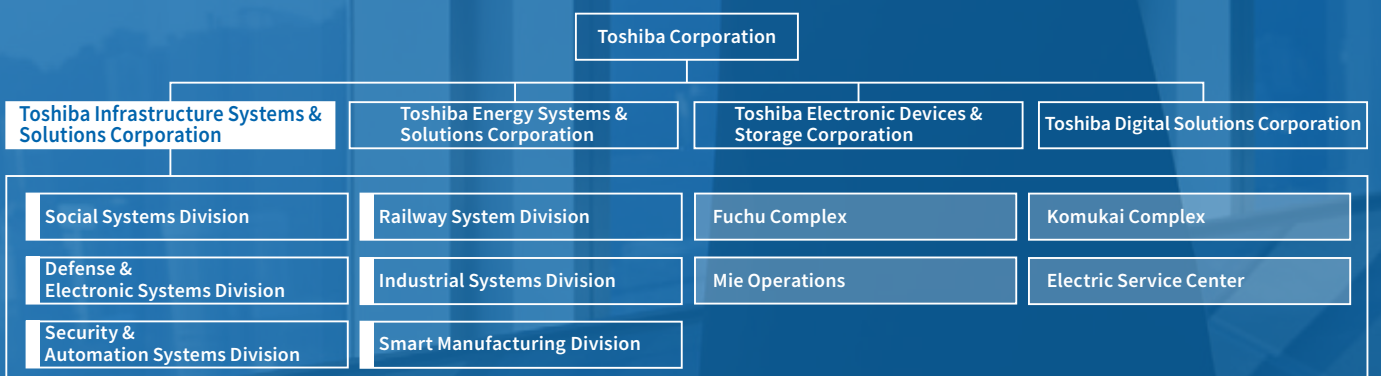 Toshiba Corporation
Toshiba Infrastructure Systems &
Solutions Corporation
Toshiba Energy Systems &
Solutions Corporation
Toshiba Electronic Devices &
Storage Corporation
Toshiba Digital Solutions Corporation
Social Systems Division
Railway System Division
Fuchu Complex
Komukai Complex
Defense &
Electronic Systems Division
Industrial Systems Division
Mie Operations
Electric Service Center
Security &
Automation Systems Division
Smart Manufacturing Division